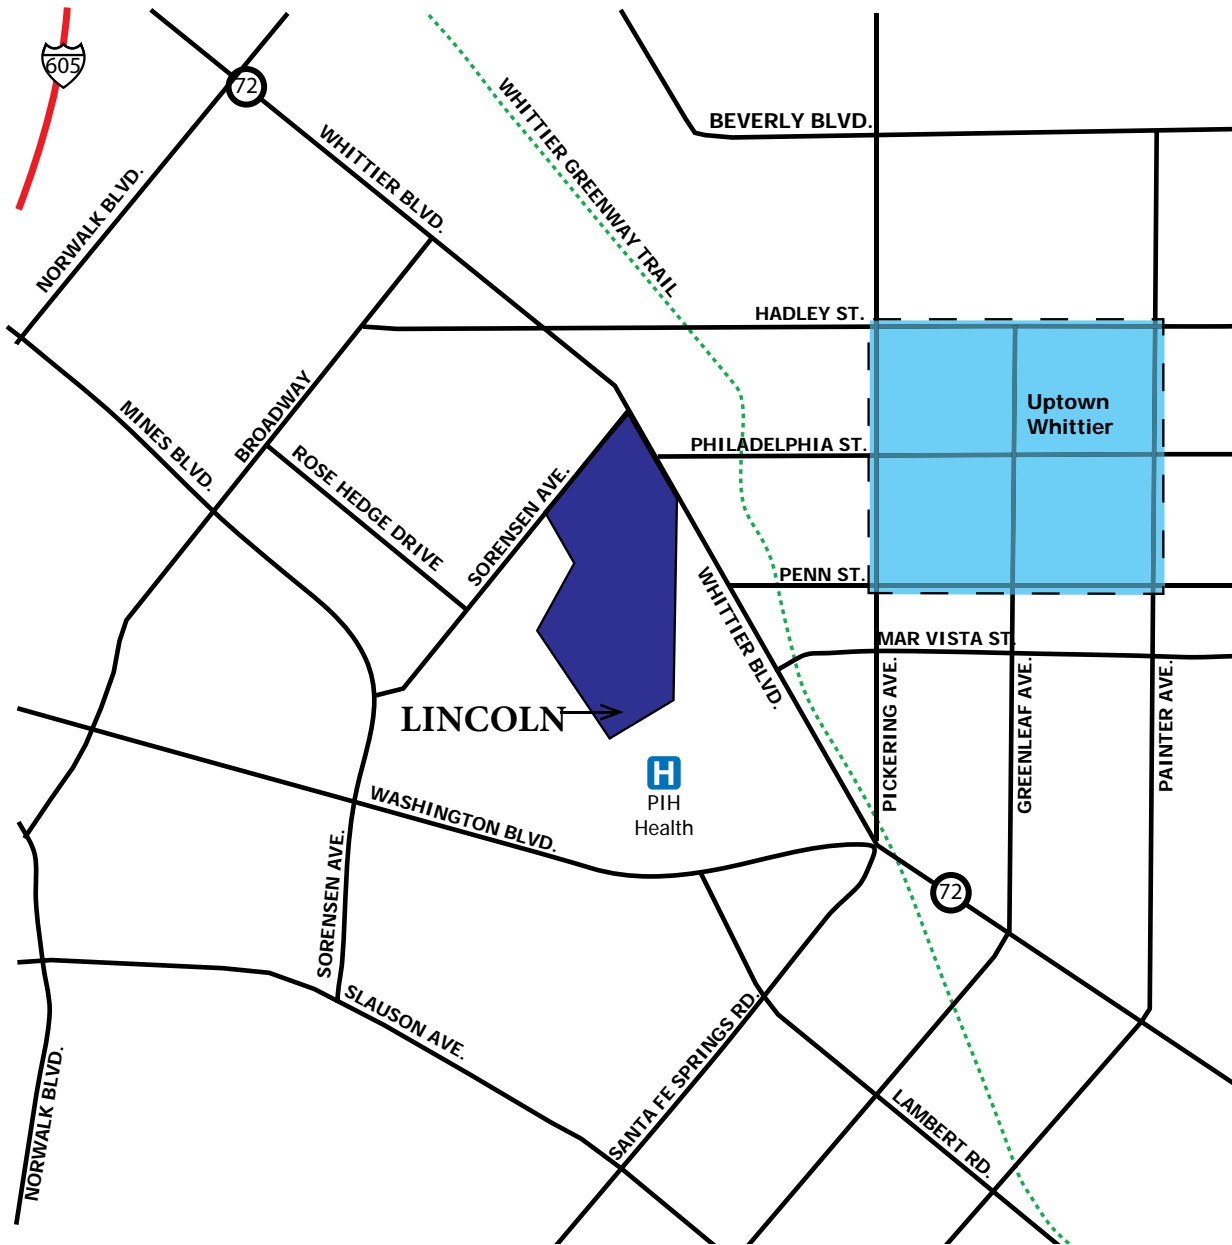 605
72
WHITTIER BLVD.
WHITTIER GREENWAY TRAIL
BEVERLY BLVD.
NORWALK BLVD.
HADLEY ST.
Uptown
Whittier
MINES BLVD.
BROADWAY
ROSE HEDGE DRIVE
SORENSEN AVE.
PHILADELPHIA ST.
PENN ST.
WHITTIER BLVD.
MAR VISTA ST.
PICKERING AVE.
GREENLEAF AVE.
PAINTER AVE.
LINCOLN
H
PIH
Health
WASHINGTON BLVD.
SORENSEN AVE.
72
SLAUSON AVE.
SANTA FE SPRINGS RD.
LAMBERT RD.
NORWALK BLVD.